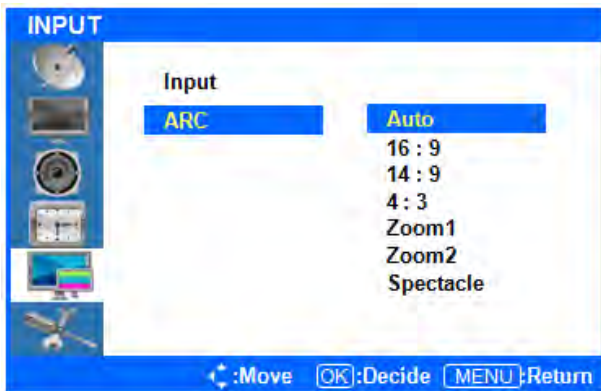 INPUT
Input
ARC Auto
16 : 9
14 : 9
4 : 3
Zoom1
Zoom2
Spectacle
:Move OK:Decide MENU:Return